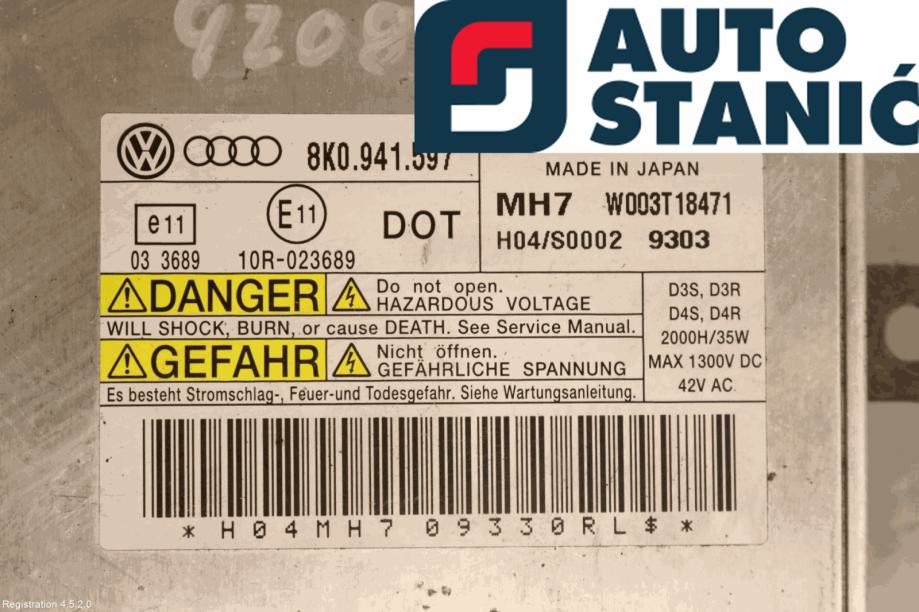 AUTO
STANIĆ
8K0.941.597
MADE IN JAPAN
MH7 W003T18471
H04/S0002 9303
e11
E11
DOT
03 3689
10R-023689
DANGER
Do not open.
HAZARDOUS VOLTAGE
WILL SHOCK, BURN, or cause DEATH. See Service Manual.
GEFAHR
Nicht öffnen.
GEFÄHRLICHE SPANNUNG
Es besteht Stromschlag-, Feuer-und Todesgefahr. Siehe Wartungsanleitung.
D3S, D3R
D4S, D4R
2000H/35W
MAX 1300V DC
42V AC
*H04MH709330RL$*
Registration 4.5.2.0